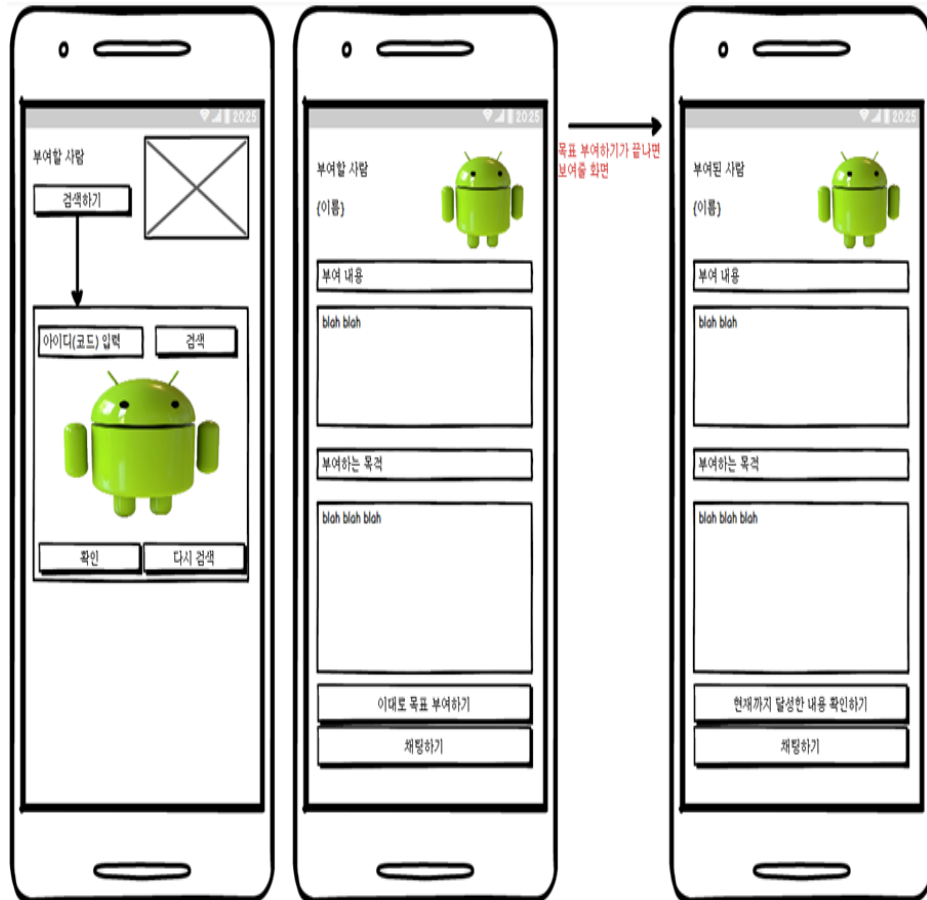 20:25
부여할 사람
검색하기
아이디(코드) 입력
검색
확인
다시 검색
20:25
부여할 사람
{이름}
부여 내용
blah blah
부여하는 목적
blah blah blah
이대로 목표 부여하기
채팅하기
목표 부여하기가 끝나면
보여줄 화면
20:25
부여된 사람
{이름}
부여 내용
blah blah
부여하는 목적
blah blah blah
현재까지 달성한 내용 확인하기
채팅하기